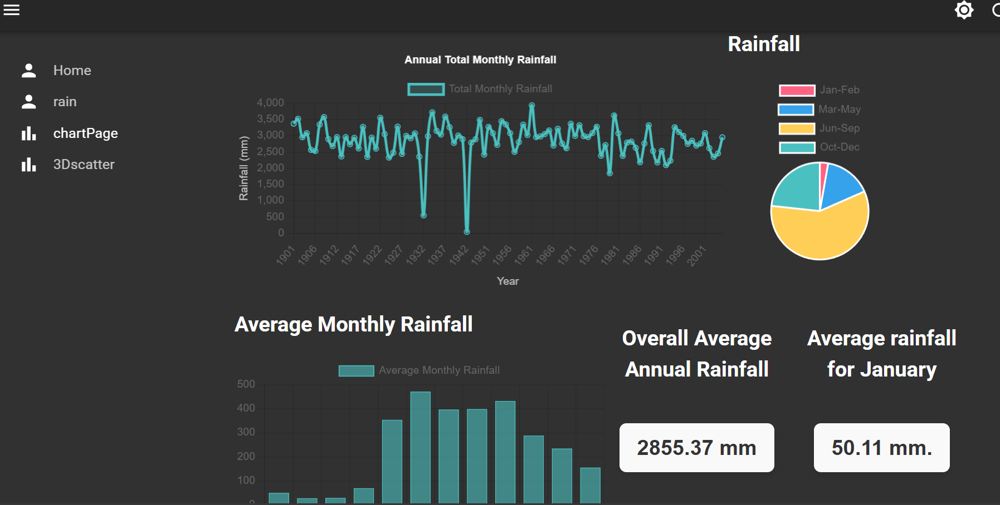 Home
rain
chartPage
3Dscatter
Annual Total Monthly Rainfall
Total Monthly Rainfall
4,000
3,500
3,000
2,500
2,000
1,500
1,000
500
0
Rainfall (mm)
1901
1906
1912
1917
1922
1927
1932
1937
1942
1951
1956
1961
1966
1971
1976
1981
1986
1991
1996
2001
Year
Rainfall
Jan-Feb
Mar-May
Jun-Sep
Oct-Dec
Average Monthly Rainfall
Average Monthly Rainfall
500
400
300
200
100
0
Overall Average
Annual Rainfall
2855.37 mm
Average rainfall
for January
50.11 mm.